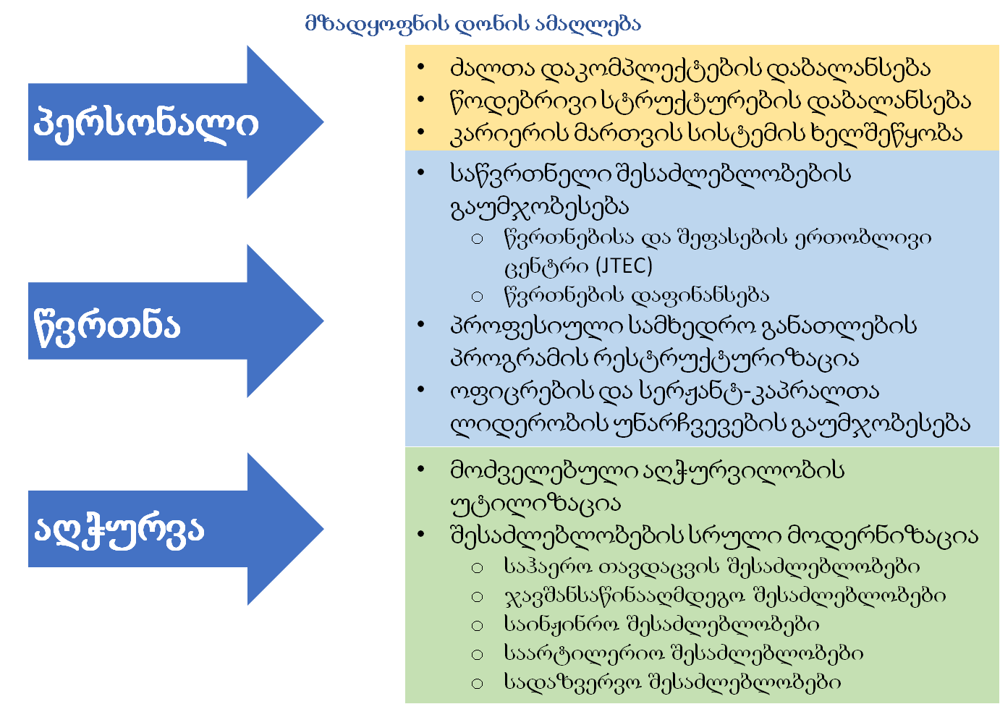 მზადყოფნის დონის ამაღლება
პერსონალი
• ძალთა დაკომპლექტების დაბალანსება
• წოდებრივი სტრუქტურების დაბალანსება
• კარიერის მართვის სისტემის ხელშეწყობა
წვრთნა
• საწვრთნელი შესაძლებლობების
გაუმჯობესება
o წვრთნებისა და შეფასების ერთობლივი
ცენტრი (JTEC)
o წვრთნების დაფინანსება
• პროფესიული სამხედრო განათლების
პროგრამის რესტრუქტურიზაცია
• ოფიცრების და სერჟანტ-კაპრალთა
ლიდერობის უნარჩვევების გაუმჯობესება
აღჭურვა
• მოძველებული აღჭურვილობის
უტილიზაცია
• შესაძლებლობების სრული მოდერნიზაცია
o საჰაერო თავდაცვის შესაძლებლობები
o ჯავშანსაწინააღმდეგო შესაძლებლობები
o საინჟინრო შესაძლებლობები
o საარტილერიო შესაძლებლობები
o სადაზვერვო შესაძლებლობები